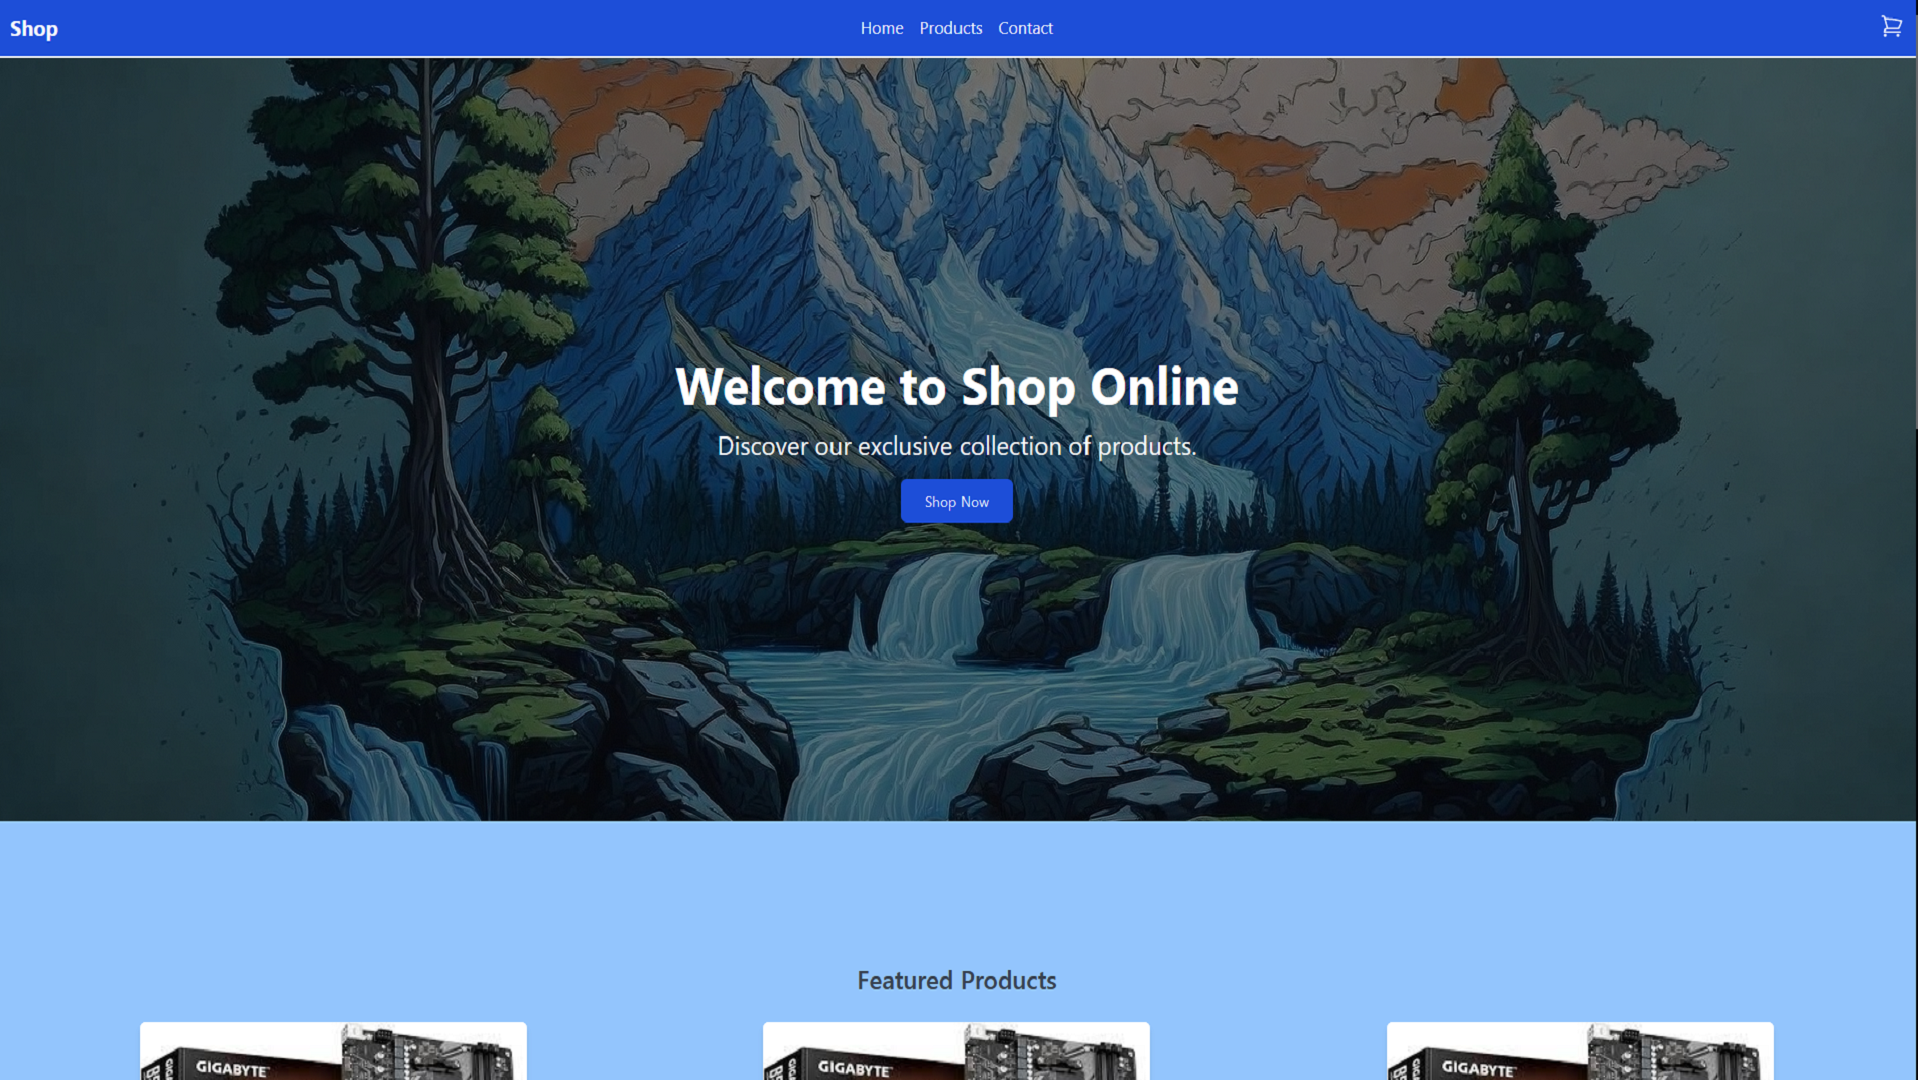 Shop
Home Products Contact
Welcome to Shop Online
Discover our exclusive collection of products.
Shop Now
Featured Products
GIGABYTE
GIGABYTE
GIGABYTE